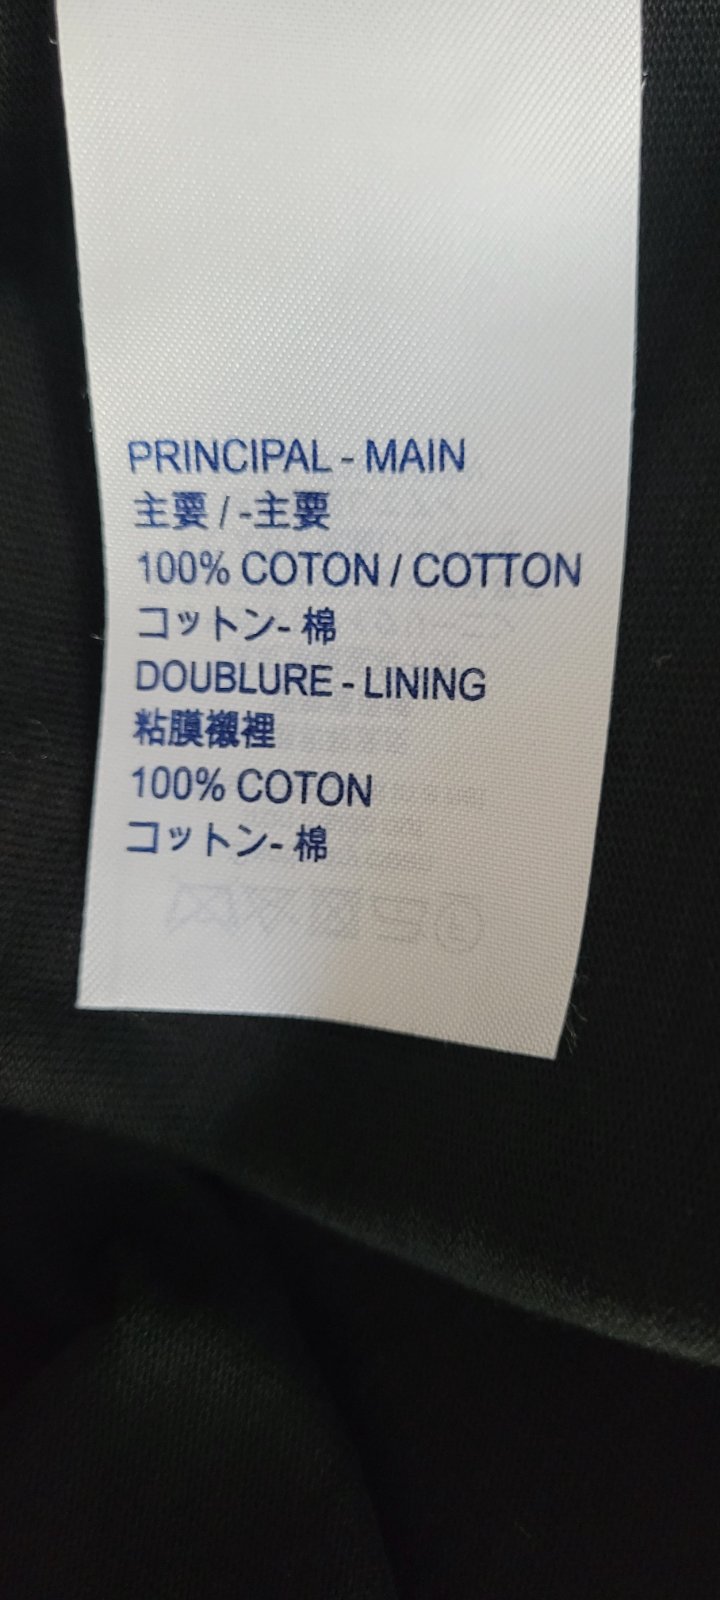 PRINCIPAL - MAIN
主要 / -主要
100% COTON / COTTON
コットン- 棉
DOUBLURE - LINING
粘膜襯裡
100% COTON
コットン- 棉